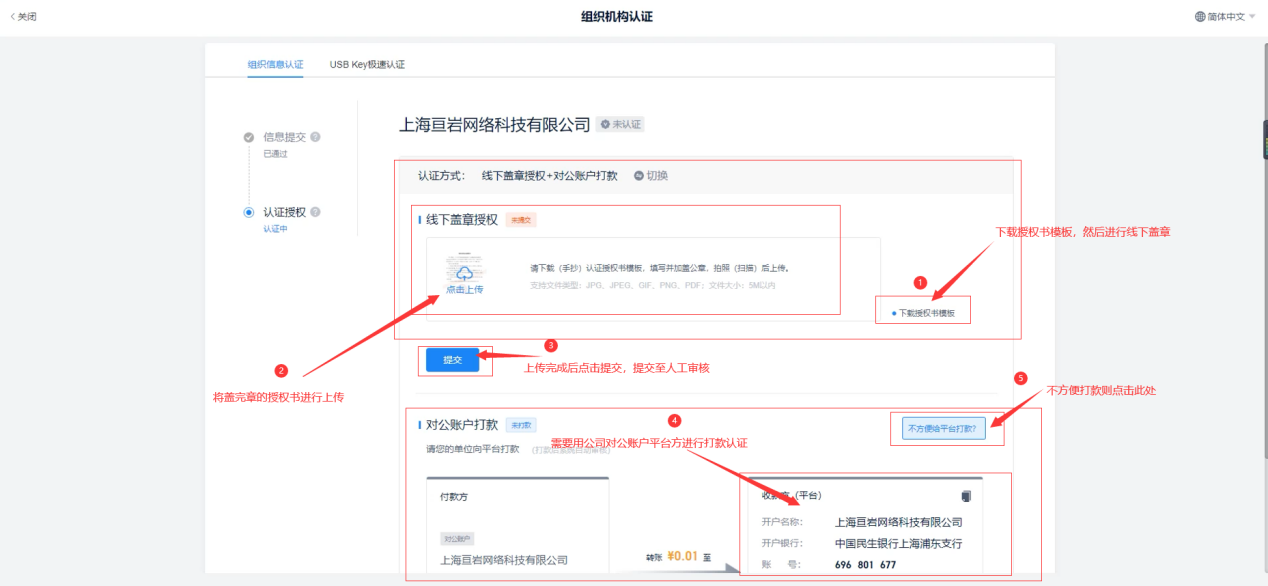 关闭
组织机构认证
简体中文
组织信息认证
USB Key极速认证
信息提交
已通过
认证授权
认证中
上海亘岩网络科技有限公司
未认证
认证方式: 线下盖章授权+对公账户打款
切换
线下盖章授权
未提交
点击上传
请下载（手抄）认证授权书模板，填写并加盖公章，拍照（扫描）后上传。
支持文件类型：JPG、JPEG、GIF、PNG、PDF；文件大小：5M以内
下载授权书模板
1
下载授权书模板，然后进行线下盖章
2
将盖完章的授权书进行上传
提交
3
上传完成后点击提交，提交至人工审核
对公账户打款
未打款
请您的单位向平台打款
4
需要用公司对公账户平台方进行打款认证
不方便给平台打款?
5
不方便打款则点击此处
付款方
对公账户
上海亘岩网络科技有限公司
转账 ¥0.01 至
（平台）
开户名称: 上海亘岩网络科技有限公司
开户银行: 中国民生银行上海浦东支行
账 号: 696 801 677